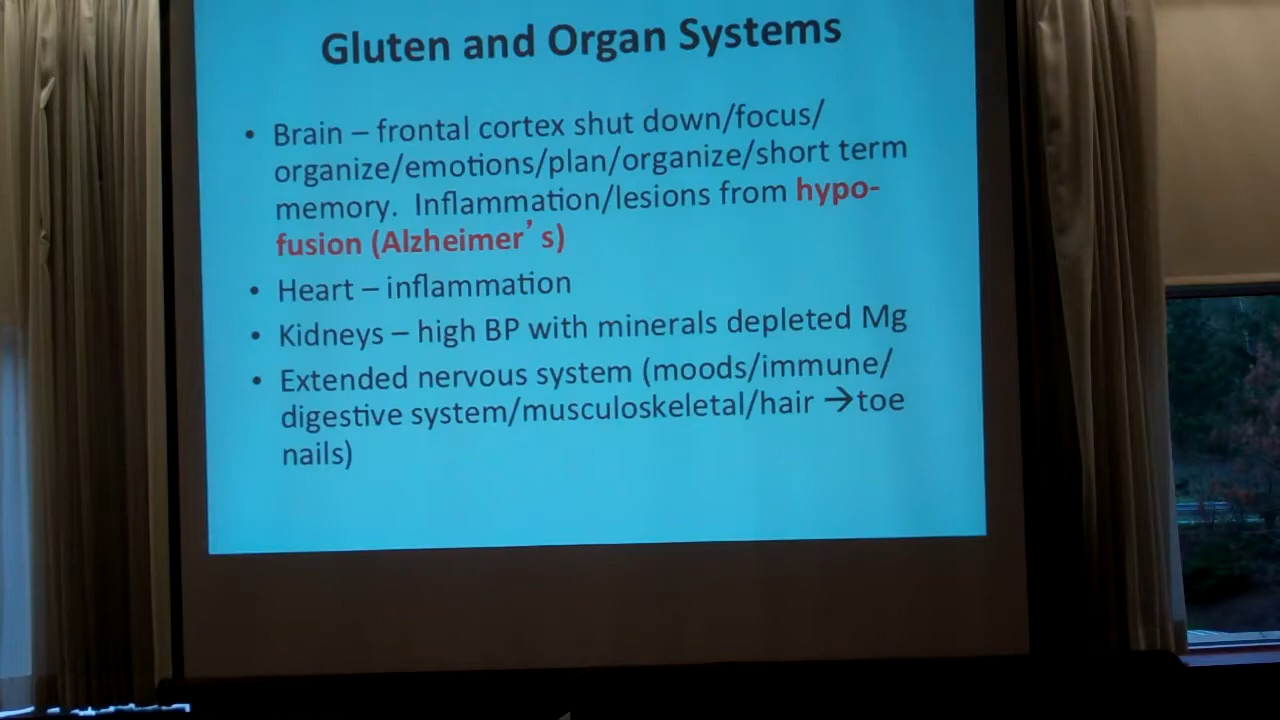 Gluten and Organ Systems
• Brain – frontal cortex shut down/focus/
organize/emotions/plan/organize/short term
memory.  Inflammation/lesions from hypo-
fusion (Alzheimer’ s)
• Heart – inflammation
• Kidneys – high BP with minerals depleted Mg
• Extended nervous system (moods/immune/
digestive system/musculoskeletal/hair →toe
nails)